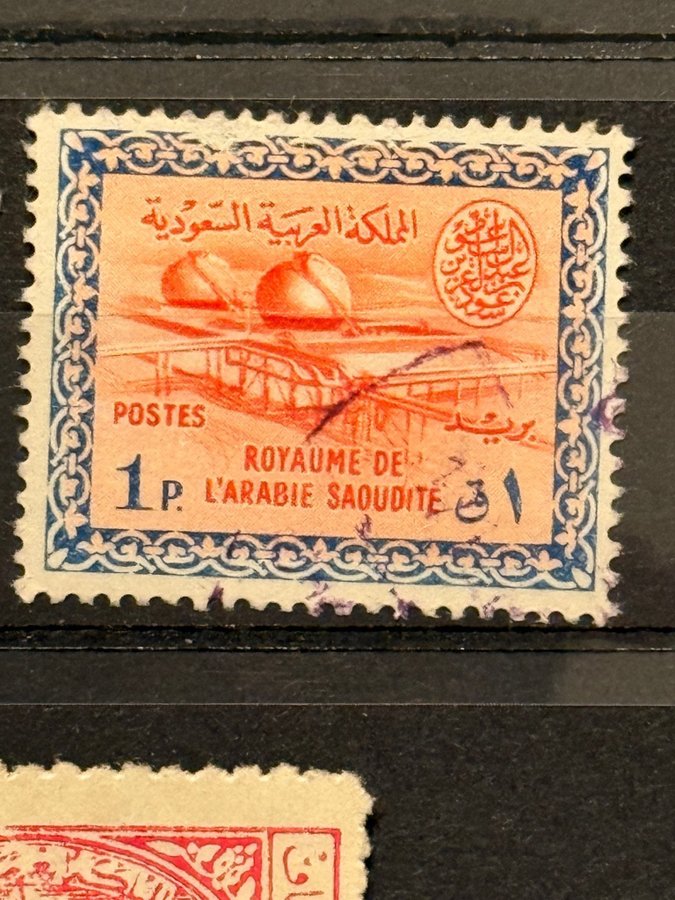 المملكة العربية السعودية
POSTES بريد
ROYAUME DE
1 P. L'ARABIE SAOUDITE ق ١